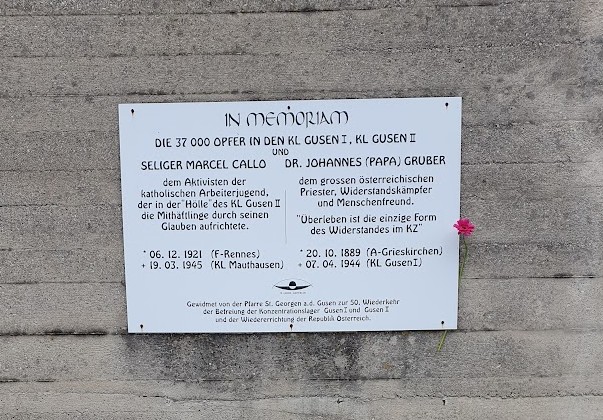 IN MEMORIAM
DIE 37 000 OPFER IN DEN KL GUSEN I, KL GUSEN II
UND
SELIGER MARCEL CALLO
dem Aktivisten der
katholischen Arbeiterjugend,
der in der "Hölle" des KL Gusen II
die Mithäftlinge durch seinen
Glauben aufrichtete.
* 06. 12. 1921 (F-Rennes)
+ 19. 03. 1945 (KL Mauthausen)
DR. JOHANNES (PAPA) GRUBER
dem grossen österreichischen
Priester, Widerstandskämpfer
und Menschenfreund.
"Überleben ist die einzige Form
des Widerstandes im KZ"
* 20. 10. 1889 (A-Grieskirchen)
+ 07. 04. 1944 (KL Gusen I)
Gewidmet von der Pfarre St. Georgen a.d. Gusen zur 50. Wiederkehr
der Befreiung der Konzentrationslager Gusen I und Gusen II
und der Wiedererrichtung der Republik Österreich.